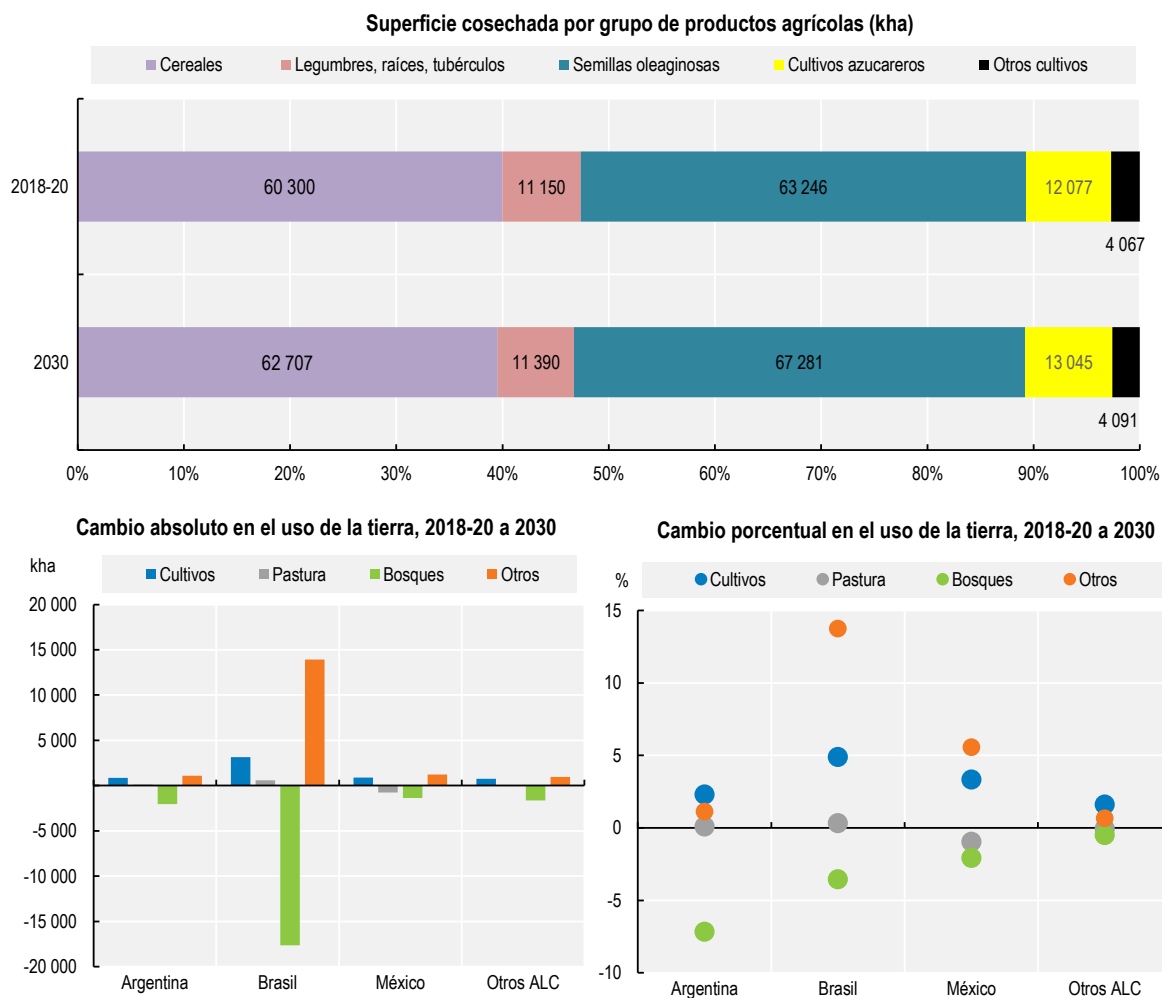 Superficie cosechada por grupo de productos agrícolas (kha)
Cereales Legumbres, raíces, tubérculos Semillas oleaginosas Cultivos azucareros Otros cultivos
2018-20 60 300 11 150 63 246 12 077
4 067
2030 62 707 11 390 67 281 13 045
4 091
0% 10% 20% 30% 40% 50% 60% 70% 80% 90% 100%
Cambio absoluto en el uso de la tierra, 2018-20 a 2030
kha
Cultivos Pastura Bosques Otros
20 000
15 000
10 000
5 000
0
-5 000
-10 000
-15 000
-20 000
Argentina Brasil México Otros ALC
Cambio porcentual en el uso de la tierra, 2018-20 a 2030
%
Cultivos Pastura Bosques Otros
15
10
5
0
-5
-10
Argentina Brasil México Otros ALC